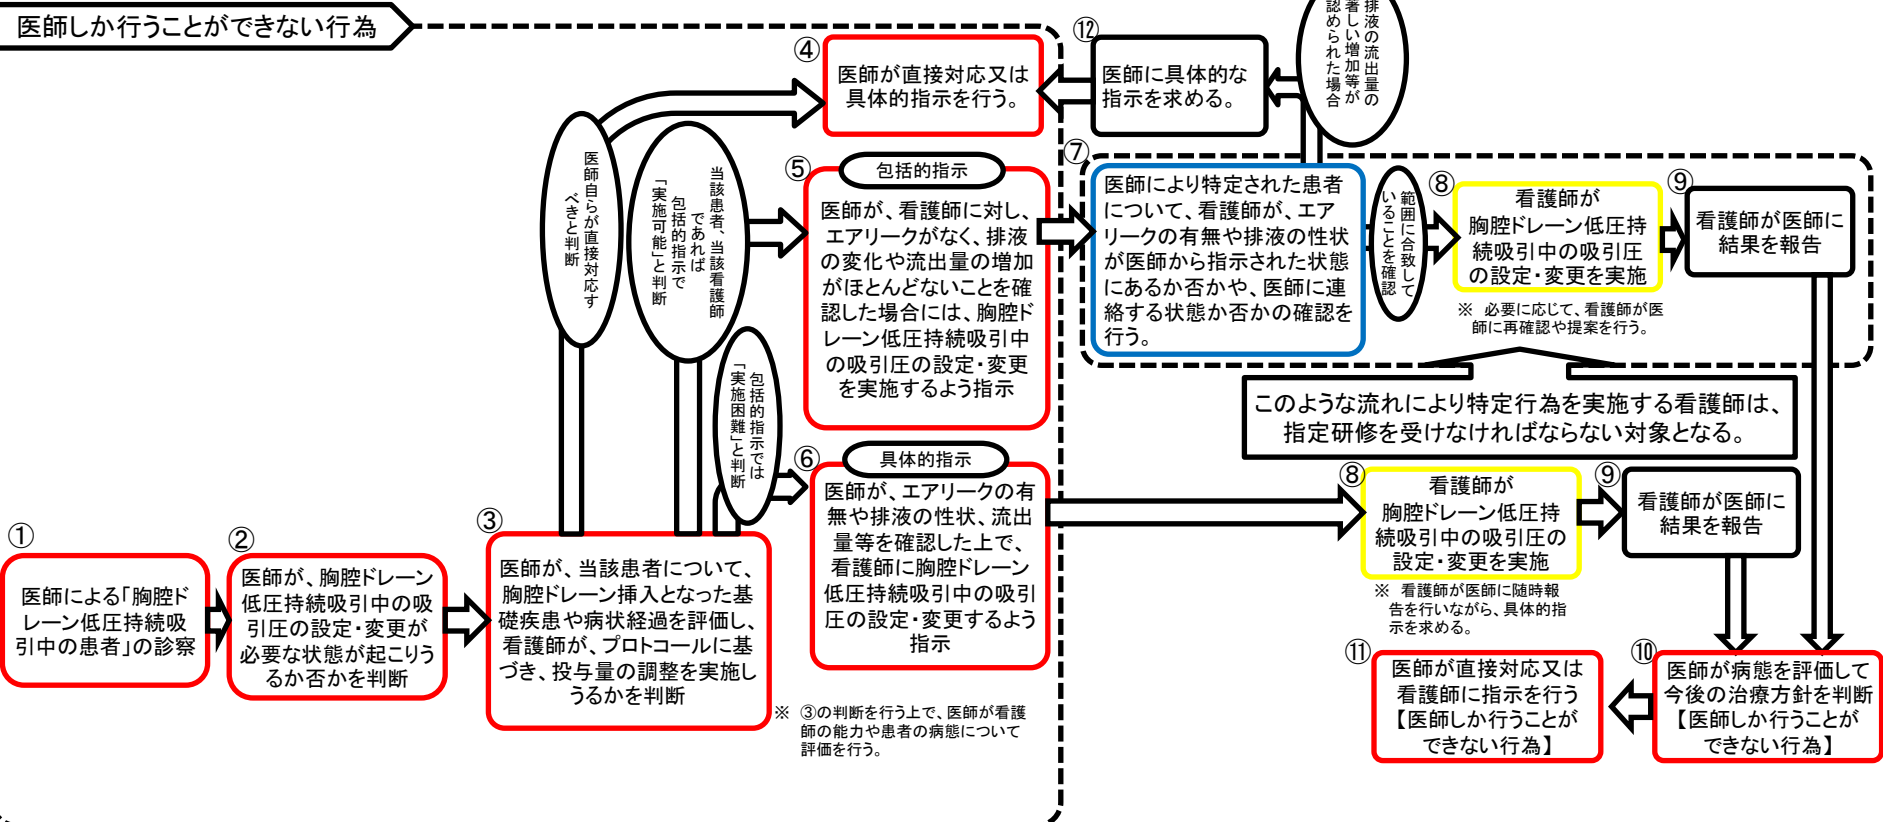 医師しか行うことができない行為
④
医師が直接対応又は
具体的指示を行う。
⑫
医師に具体的な
指示を求める。
排液の流出量の
著しい増加等が
認められた場合
医師自らが直接対応す
べきと判断
当該患者、当該看護師
であれば
包括的指示で
「実施可能」と判断
包括的指示では
「実施困難」と判断
⑤
包括的指示
医師が、看護師に対し、
エアリークがなく、排液
の変化や流出量の増加
がほとんどないことを確
認した場合には、胸腔ド
レーン低圧持続吸引中
の吸引圧の設定・変更
を実施するよう指示
⑦
医師により特定された患者
について、看護師が、エア
リークの有無や排液の性状
が医師から指示された状態
にあるか否かや、医師に連
絡する状態か否かの確認を
行う。
範囲に合致して
いることを確認
⑧
看護師が
胸腔ドレーン低圧持
続吸引中の吸引圧
の設定・変更を実施
※ 必要に応じて、看護師が医
師に再確認や提案を行う。
⑨
看護師が医師に
結果を報告
このような流れにより特定行為を実施する看護師は、
指定研修を受けなければならない対象となる。
⑥
具体的指示
医師が、エアリークの有
無や排液の性状、流出
量等を確認した上で、
看護師に胸腔ドレーン
低圧持続吸引中の吸引
圧の設定・変更するよう
指示
⑧
看護師が
胸腔ドレーン低圧持
続吸引中の吸引圧の
設定・変更を実施
※ 看護師が医師に随時報
告を行いながら、具体的指
示を求める。
⑨
看護師が医師に
結果を報告
①
医師による「胸腔ド
レーン低圧持続吸
引中の患者」の診察
②
医師が、胸腔ドレーン
低圧持続吸引中の吸
引圧の設定・変更が
必要な状態が起こりう
るか否かを判断
③
医師が、当該患者について、
胸腔ドレーン挿入となった基
礎疾患や病状経過を評価し、
看護師が、プロトコールに基
づき、投与量の調整を実施し
うるかを判断
※ ③の判断を行う上で、医師が看護
師の能力や患者の病態について
評価を行う。
⑪
医師が直接対応又は
看護師に指示を行う
【医師しか行うことが
できない行為】
⑩
医師が病態を評価して
今後の治療方針を判断
【医師しか行うことが
できない行為】